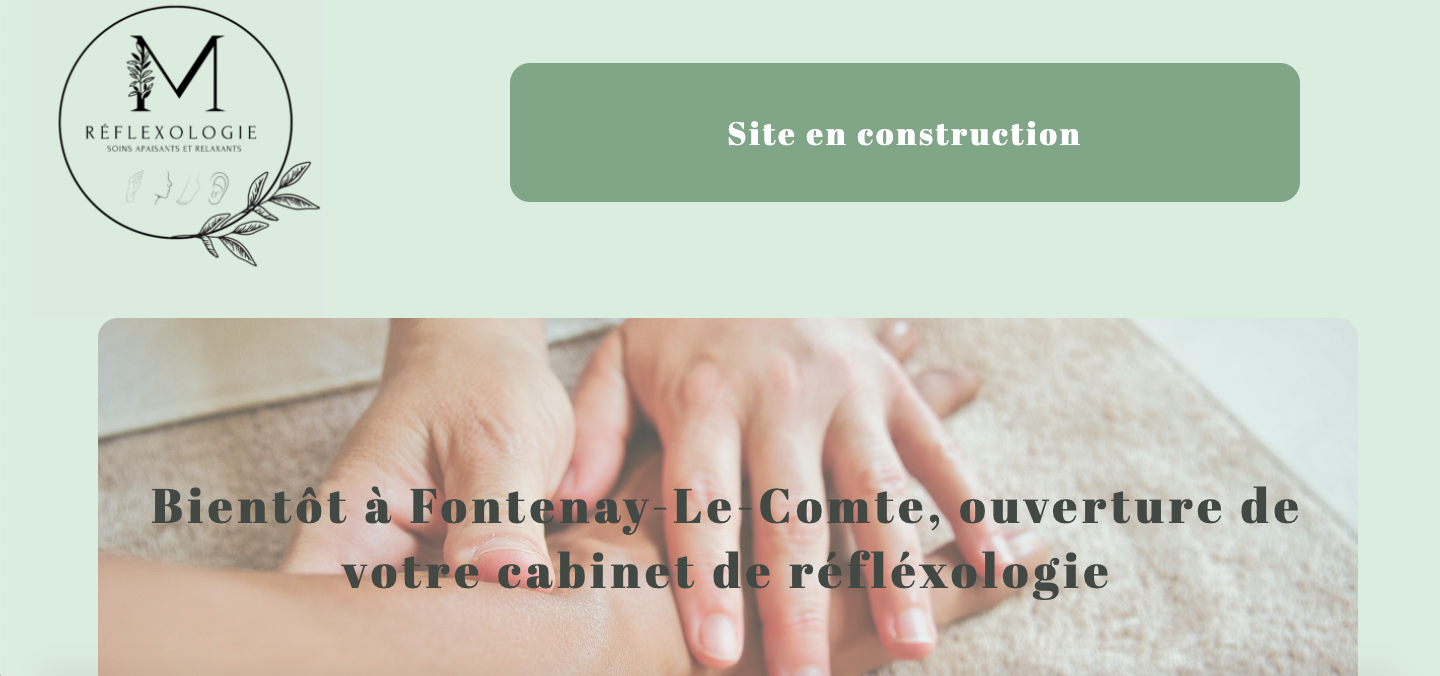 M
RÉFLEXOLOGIE
SOINS APAISANTS ET RELAXANTS
Site en construction
Bientôt à Fontenay-Le-Comte, ouverture de
votre cabinet de réfléxologie